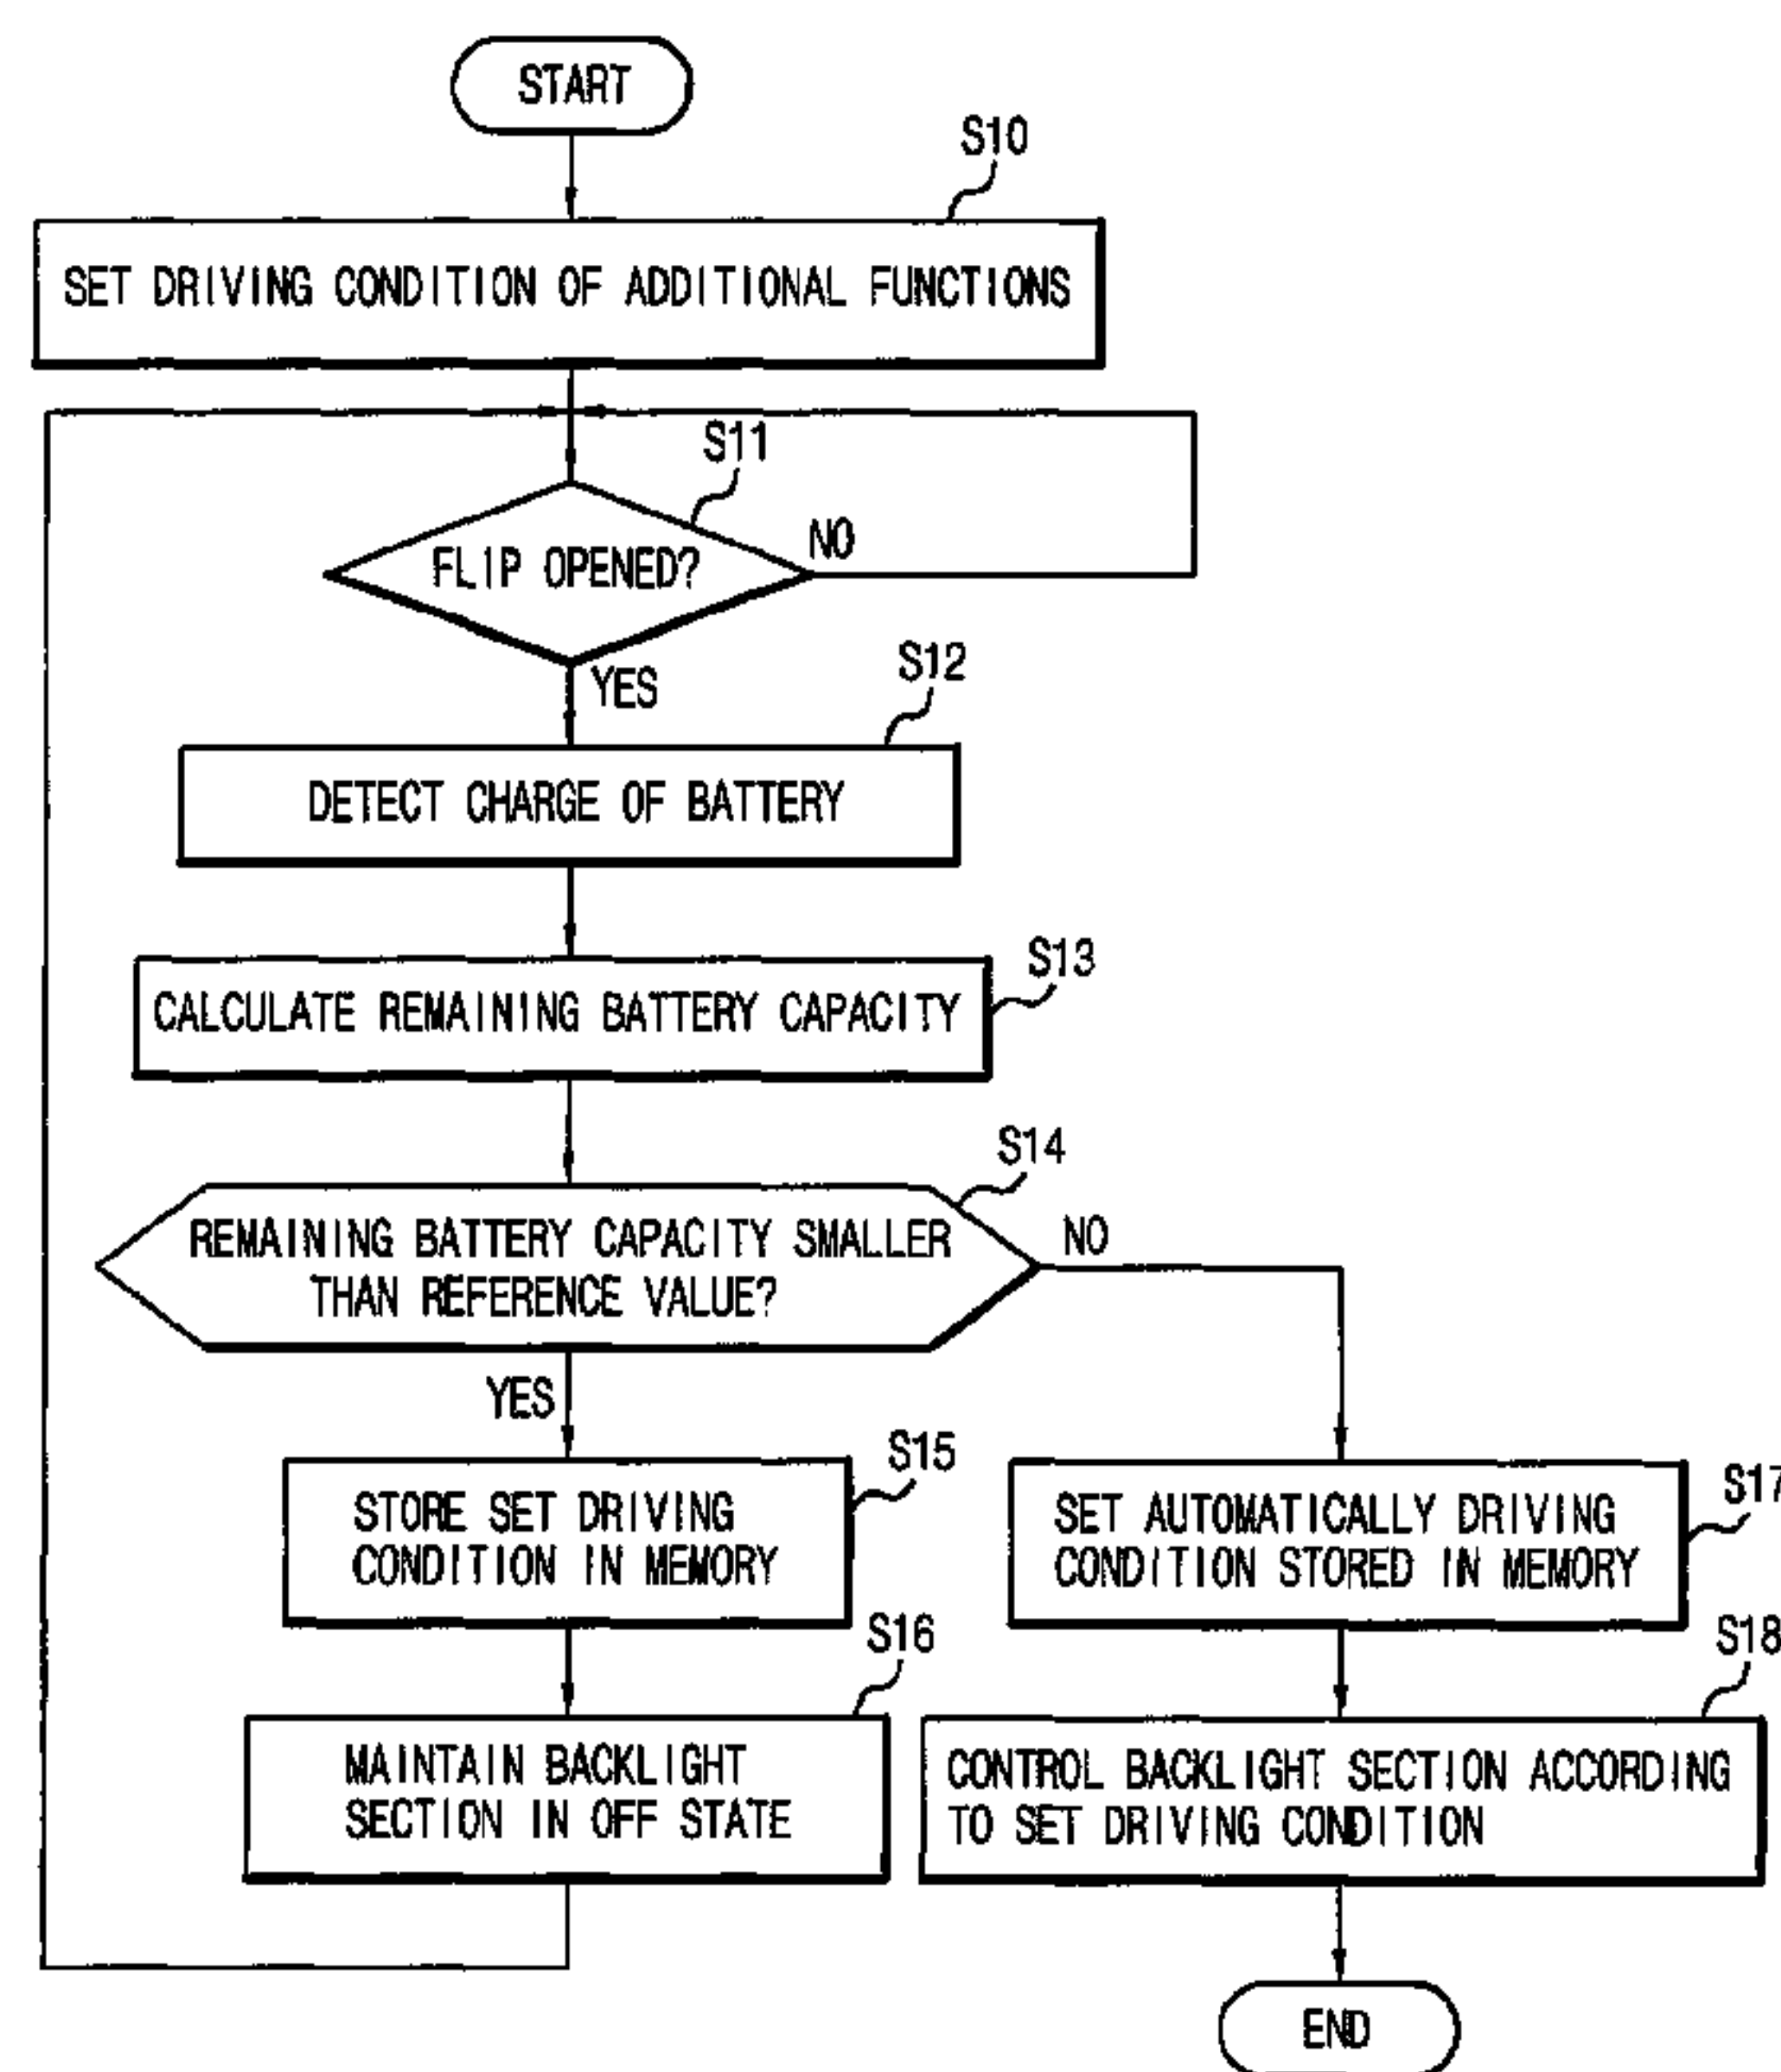 START
S10
SET DRIVING CONDITION OF ADDITIONAL FUNCTIONS
S11
FLIP OPENED?
NO
YES
S12
DETECT CHARGE OF BATTERY
S13
CALCULATE REMAINING BATTERY CAPACITY
S14
REMAINING BATTERY CAPACITY SMALLER
THAN REFERENCE VALUE?
NO
YES
S15
STORE SET DRIVING
CONDITION IN MEMORY
S17
SET AUTOMATICALLY DRIVING
CONDITION STORED IN MEMORY
S16
MAINTAIN BACKLIGHT
SECTION IN OFF STATE
S18
CONTROL BACKLIGHT SECTION ACCORDING
TO SET DRIVING CONDITION
END